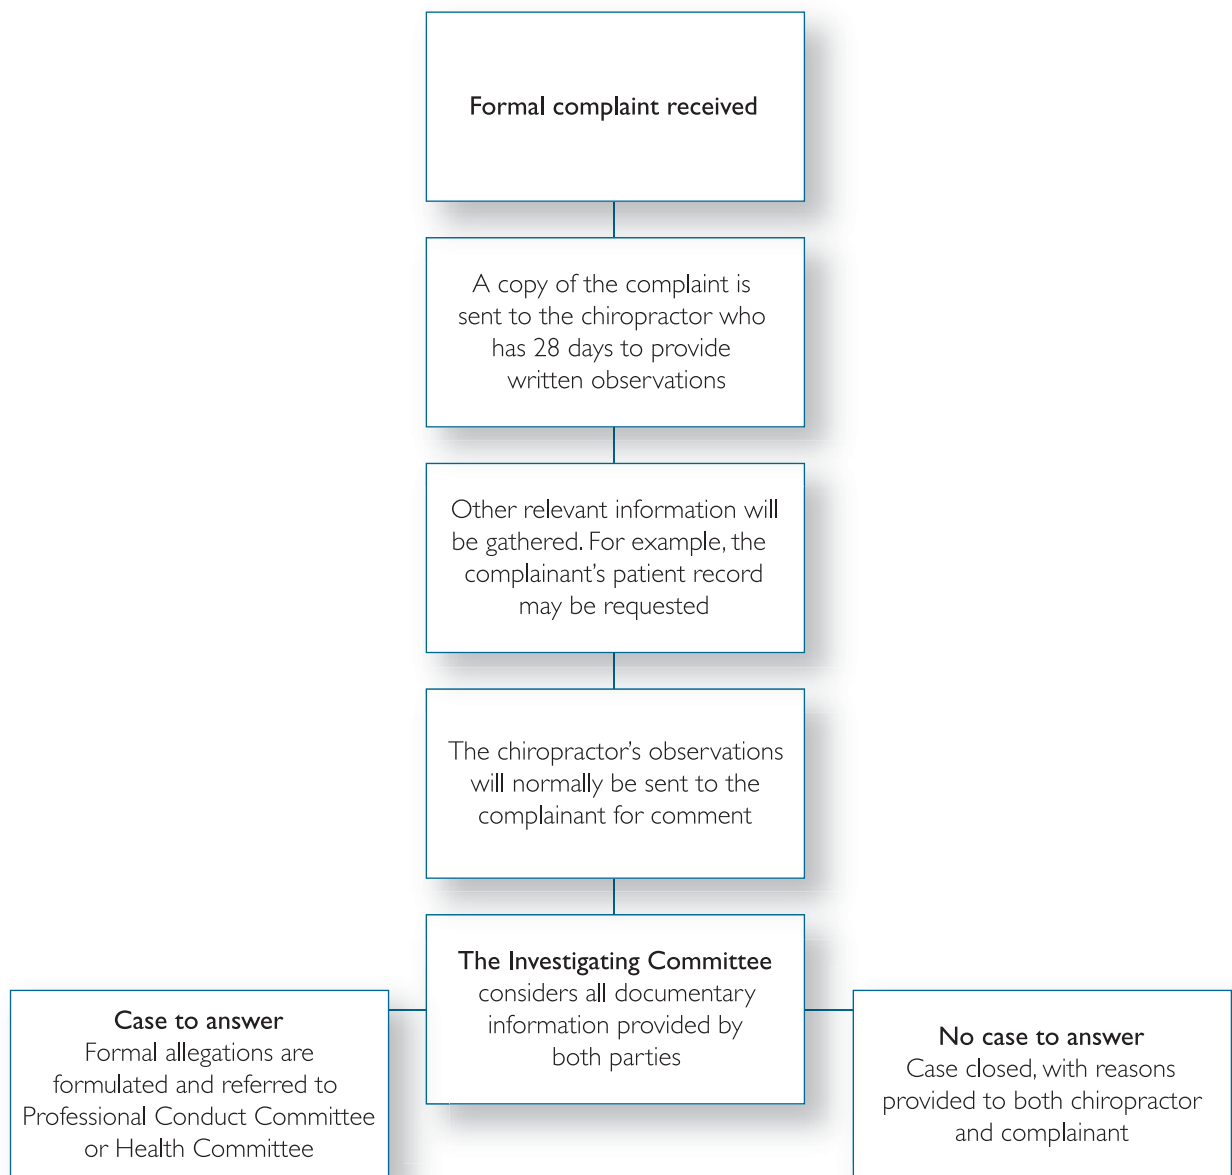 Formal complaint received
A copy of the complaint is
sent to the chiropractor who
has 28 days to provide
written observations
Other relevant information will
be gathered. For example, the
complainant’s patient record
may be requested
The chiropractor’s observations
will normally be sent to the
complainant for comment
The Investigating Committee
considers all documentary
information provided by
both parties
Case to answer
Formal allegations are
formulated and referred to
Professional Conduct Committee
or Health Committee
No case to answer
Case closed, with reasons
provided to both chiropractor
and complainant